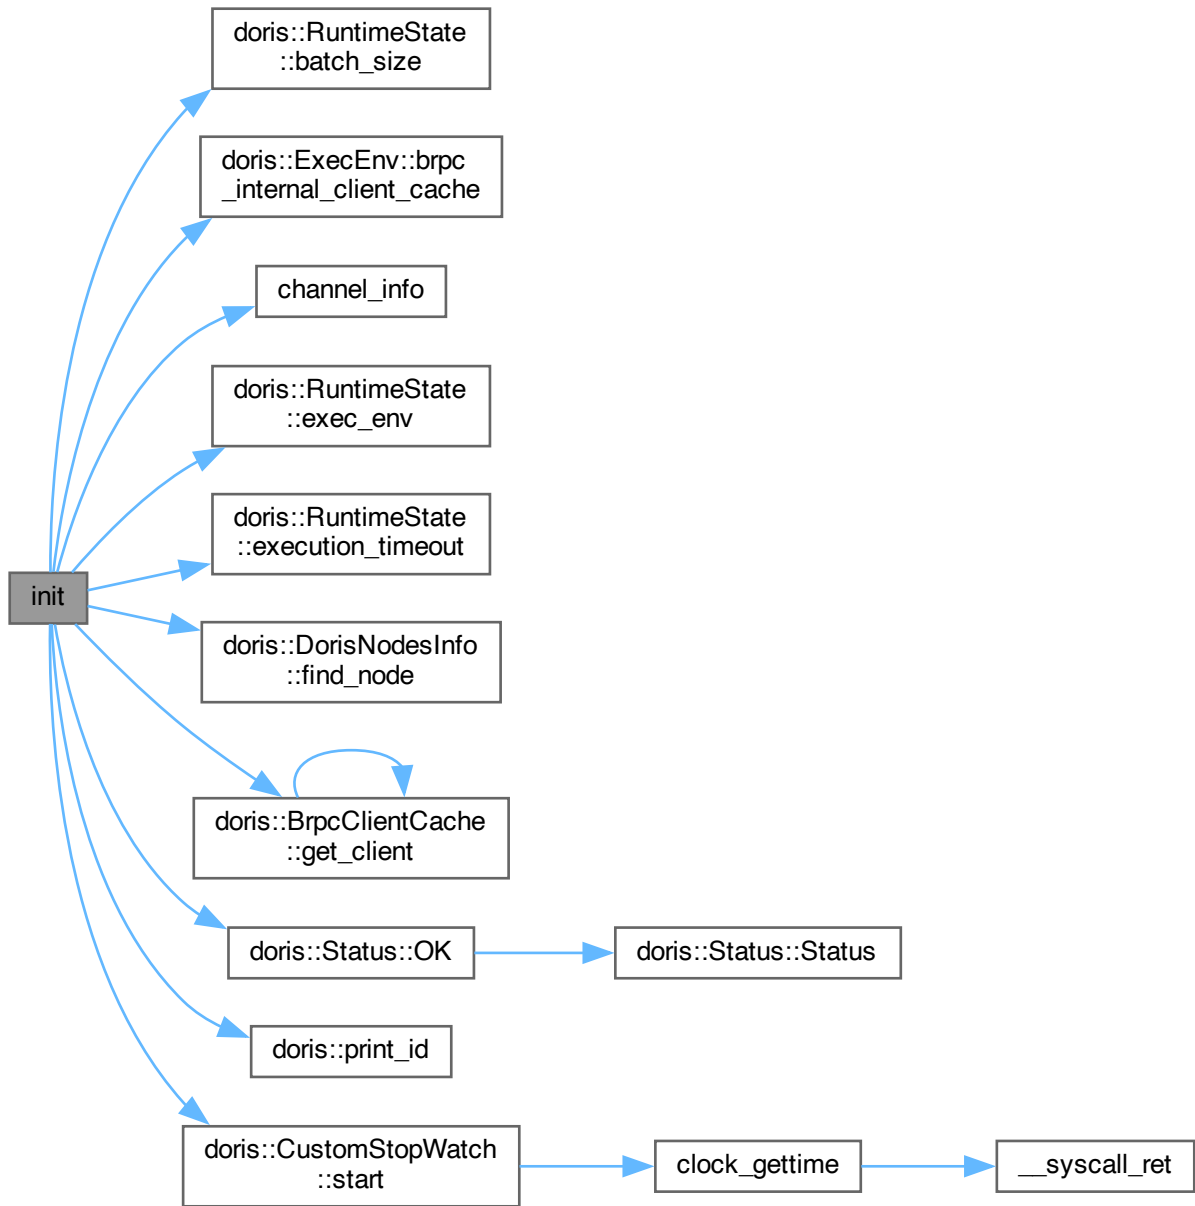 doris::RuntimeState
::batch_size
doris::ExecEnv::brpc
_internal_client_cache
channel_info
doris::RuntimeState
::exec_env
doris::RuntimeState
::execution_timeout
init
doris::DorisNodesInfo
::find_node
doris::BrpcClientCache
::get_client
doris::Status::OK
doris::Status::Status
doris::print_id
doris::CustomStopWatch
::start
clock_gettime
__syscall_ret